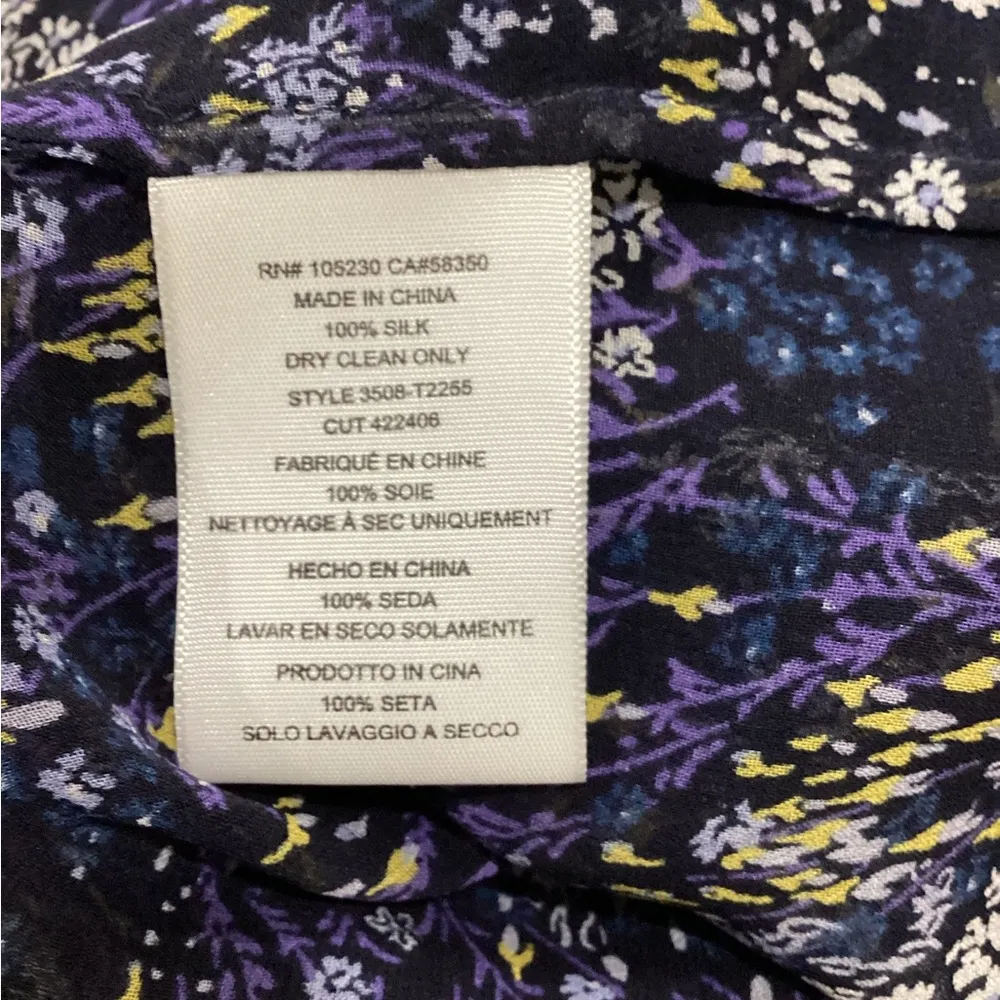 RN# 105230 CA#58350
MADE IN CHINA
100% SILK
DRY CLEAN ONLY
STYLE 3508-T2255
CUT 422406
FABRIQUÉ EN CHINE
100% SOIE
NETTOYAGE À SEC UNIQUEMENT
HECHO EN CHINA
100% SEDA
LAVAR EN SECO SOLAMENTE
PRODOTTO IN CINA
100% SETA
SOLO LAVAGGIO A SECCO